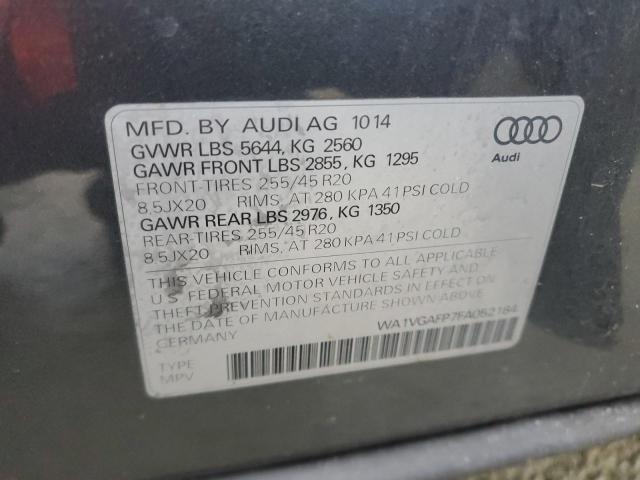 MFD. BY AUDI AG 10 14
GVWR LBS 5644, KG 2560
GAWR FRONT LBS 2855, KG 1295
FRONT-TIRES 255/45 R20
8.5JX20 RIMS, AT 280 KPA 41 PSI COLD
GAWR REAR LBS 2976, KG 1350
REAR-TIRES 255/45 R20
8.5JX20 RIMS, AT 280 KPA 41 PSI COLD
THIS VEHICLE CONFORMS TO ALL APPLICABLE
U.S. FEDERAL MOTOR VEHICLE SAFETY AND
THEFT PREVENTION STANDARDS IN EFFECT ON
THE DATE OF MANUFACTURE SHOWN ABOVE.
GERMANY
WA1VGAFP7FA052184
TYPE
MPV
Audi